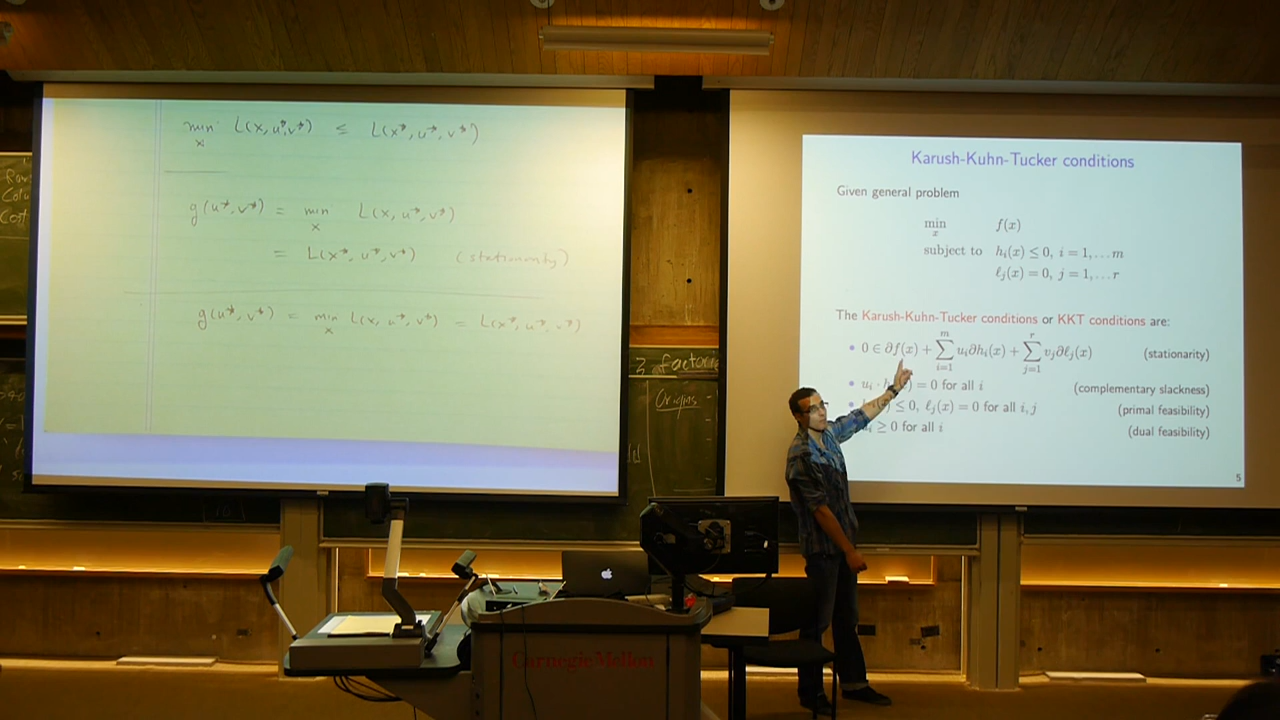 min L(x, u*, v*) ≤ L(x*, u*, v*)
x
g(u*, v*) = min L(x, u*, v*)
x
= L(x*, u*, v*) (stationarity)
g(u*, v*) = min L(x, u*, v*) = L(x*, u*, v*)
x
Karush-Kuhn-Tucker conditions
Given general problem
min f(x)
x
subject to h_i(x) ≤ 0, i = 1, . . . m
ℓ_j(x) = 0, j = 1, . . . r
The Karush-Kuhn-Tucker conditions or KKT conditions are:
• 0 ∈ ∂f(x) + ∑_{i=1}^{m} u_i∂h_i(x) + ∑_{j=1}^{r} v_j∂ℓ_j(x) (stationarity)
• u_i · h ) = 0 for all i (complementary slackness)
• (x) ≤ 0, ℓ_j(x) = 0 for all i, j (primal feasibility)
≥ 0 for all i (dual feasibility)
5
Cost
Origins
Carnegie Mellon